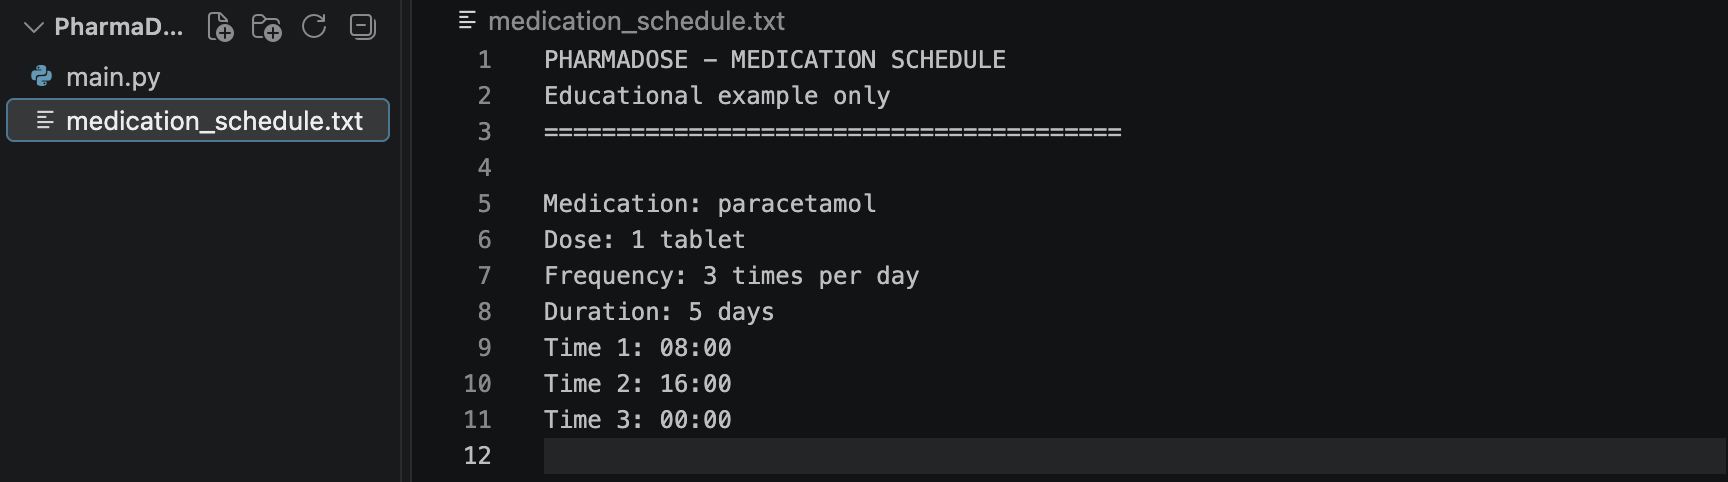 PharmaD...
main.py
medication_schedule.txt
medication_schedule.txt
1 PHARMADOSE - MEDICATION SCHEDULE
2 Educational example only
3 ========================================
4
5 Medication: paracetamol
6 Dose: 1 tablet
7 Frequency: 3 times per day
8 Duration: 5 days
9 Time 1: 08:00
10 Time 2: 16:00
11 Time 3: 00:00
12